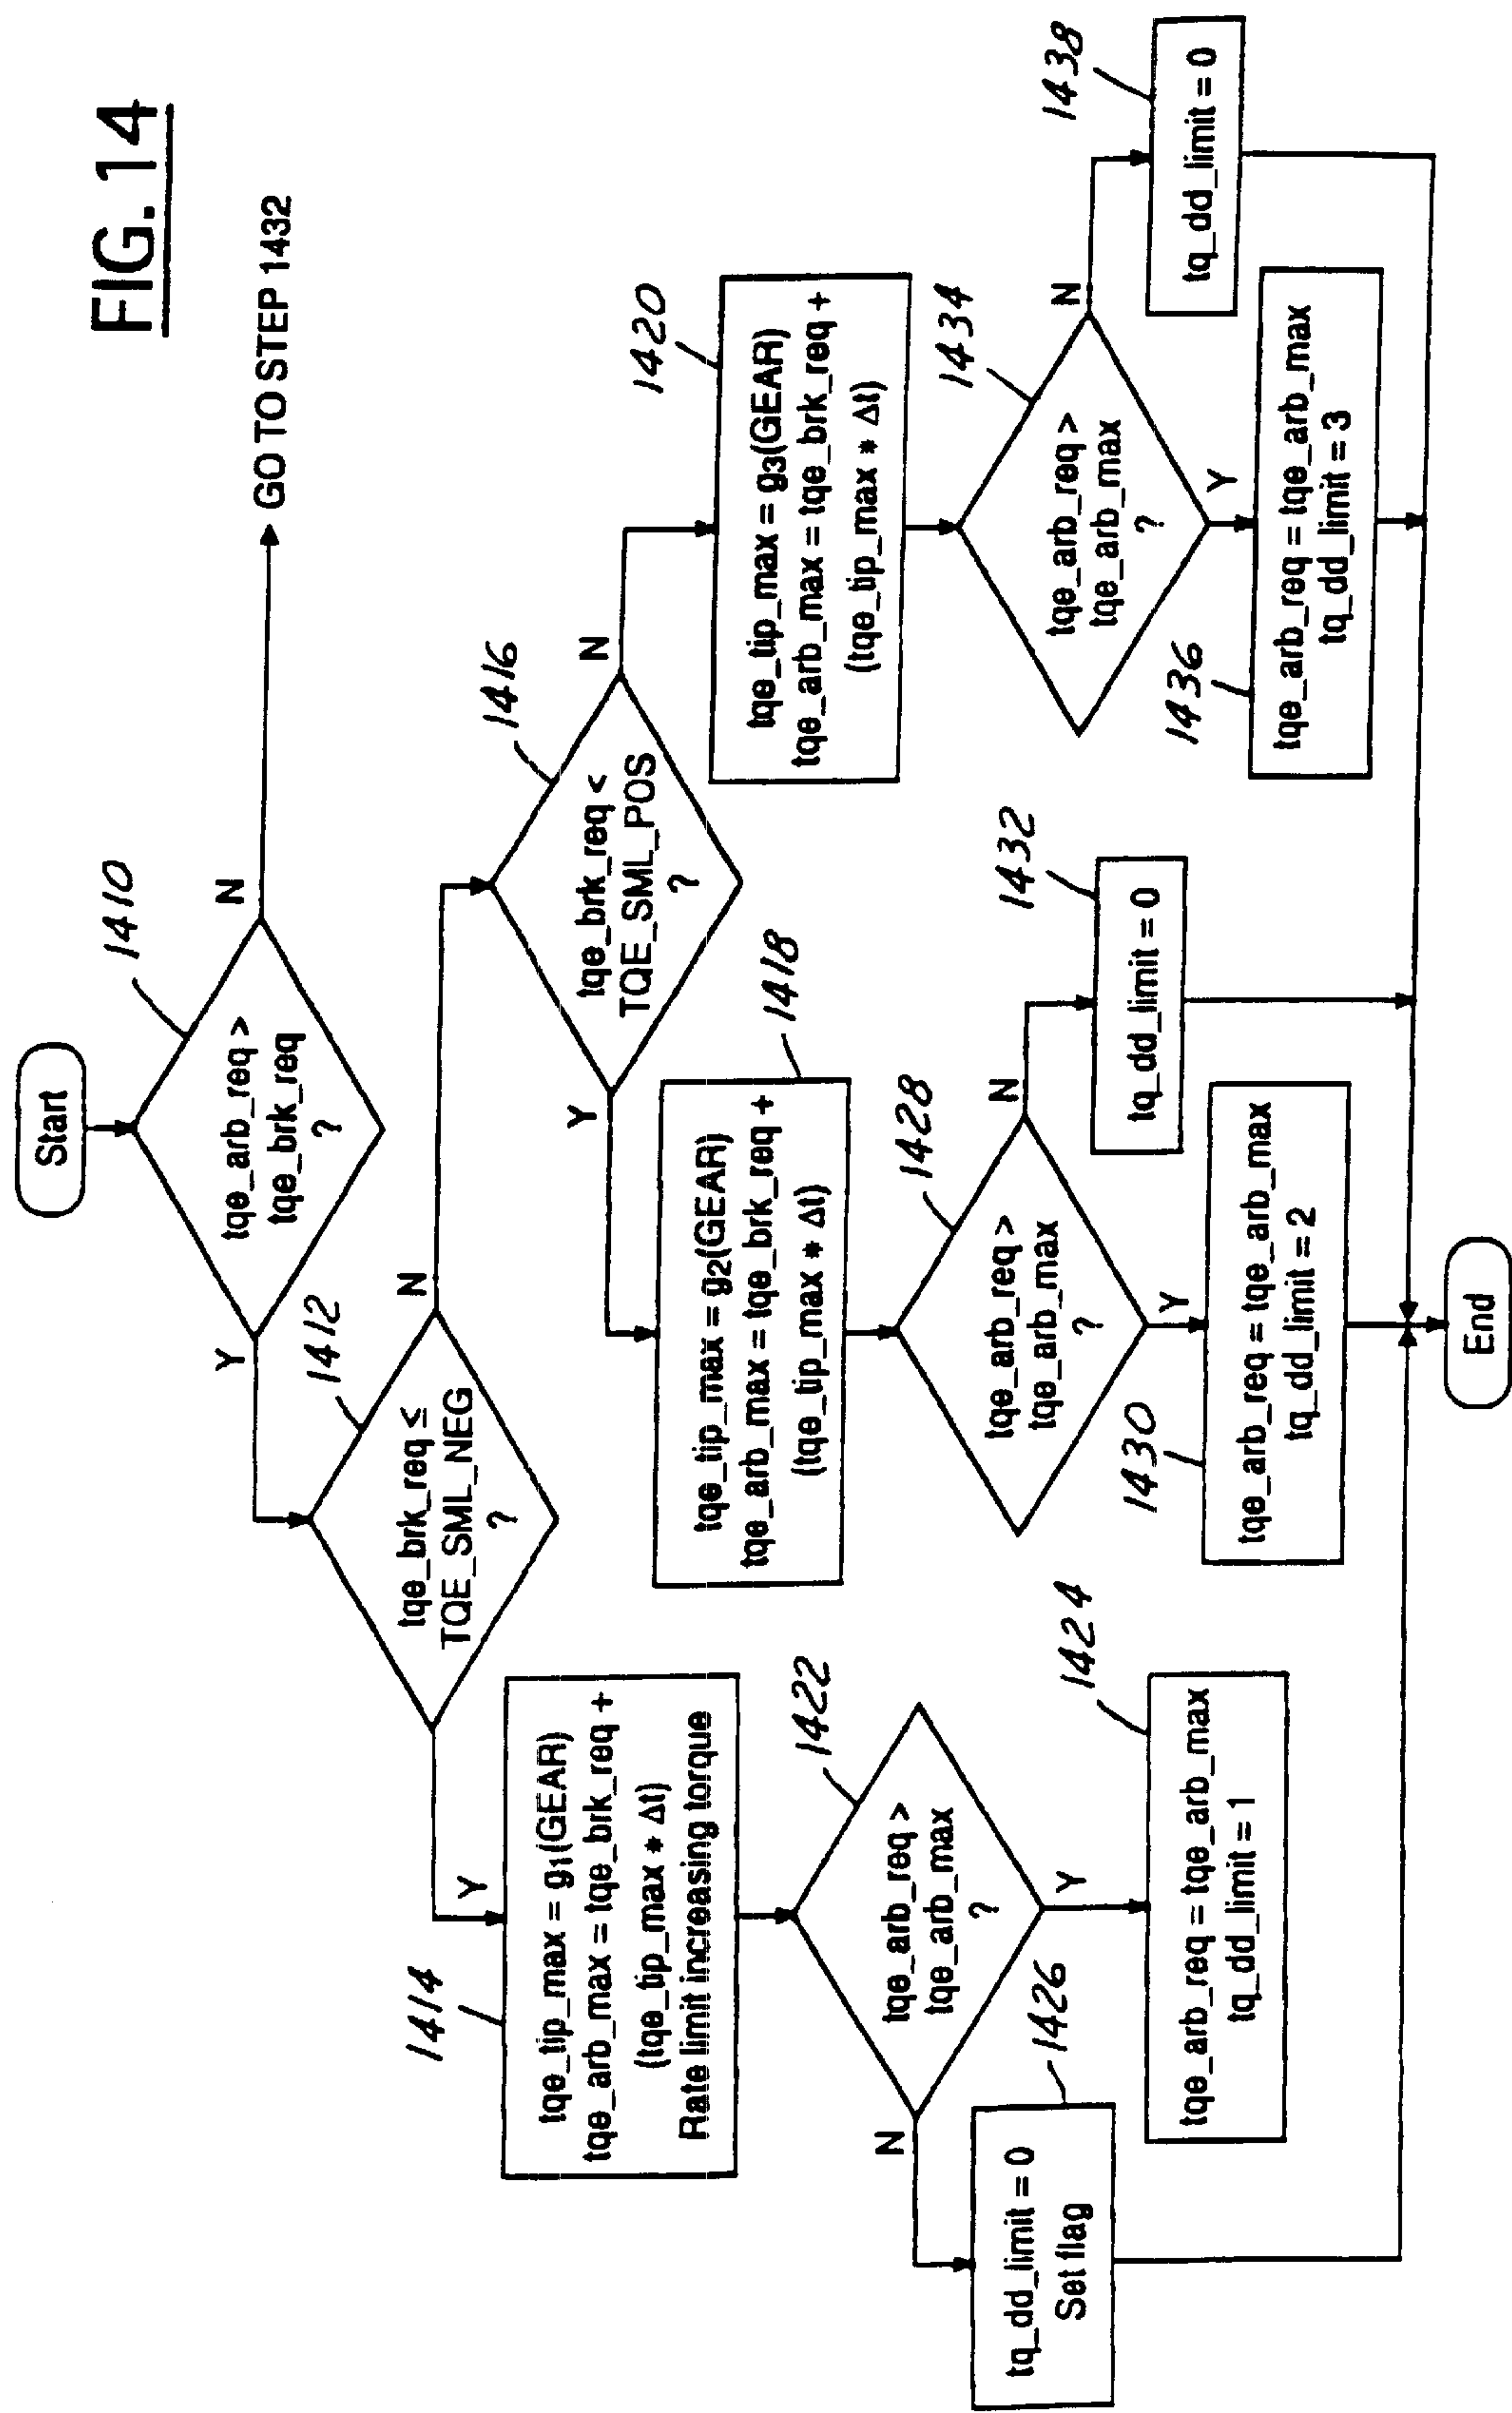 FIG. 14
Start
1410
tqe_arb_req >
tqe_brk_req
?
N
GO TO STEP 1432
Y
1412
tqe_brk_req ≤
TQE_SML_NEG
?
N
1416
tqe_brk_req <
TQE_SML_POS
?
Y
N
Y
1414
tqe_tip_max = g1(GEAR)
tqe_arb_max = tqe_brk_req +
(tqe_tip_max * Δt)
Rate limit increasing torque
1418
tqe_tip_max = g2(GEAR)
tqe_arb_max = tqe_brk_req +
(tqe_tip_max * Δt)
1420
tqe_tip_max = g3(GEAR)
tqe_arb_max = tqe_brk_req +
(tqe_tip_max * Δt)
1422
tqe_arb_req >
tqe_arb_max
?
N
Y
1428
tqe_arb_req >
tqe_arb_max
?
N
Y
1434
tqe_arb_req >
tqe_arb_max
?
N
Y
1426
tq_dd_limit = 0
Set flag
1424
tqe_arb_req = tqe_arb_max
tq_dd_limit = 1
1430
tqe_arb_req = tqe_arb_max
tq_dd_limit = 2
1432
tq_dd_limit = 0
1436
tqe_arb_req = tqe_arb_max
tq_dd_limit = 3
1438
tq_dd_limit = 0
End